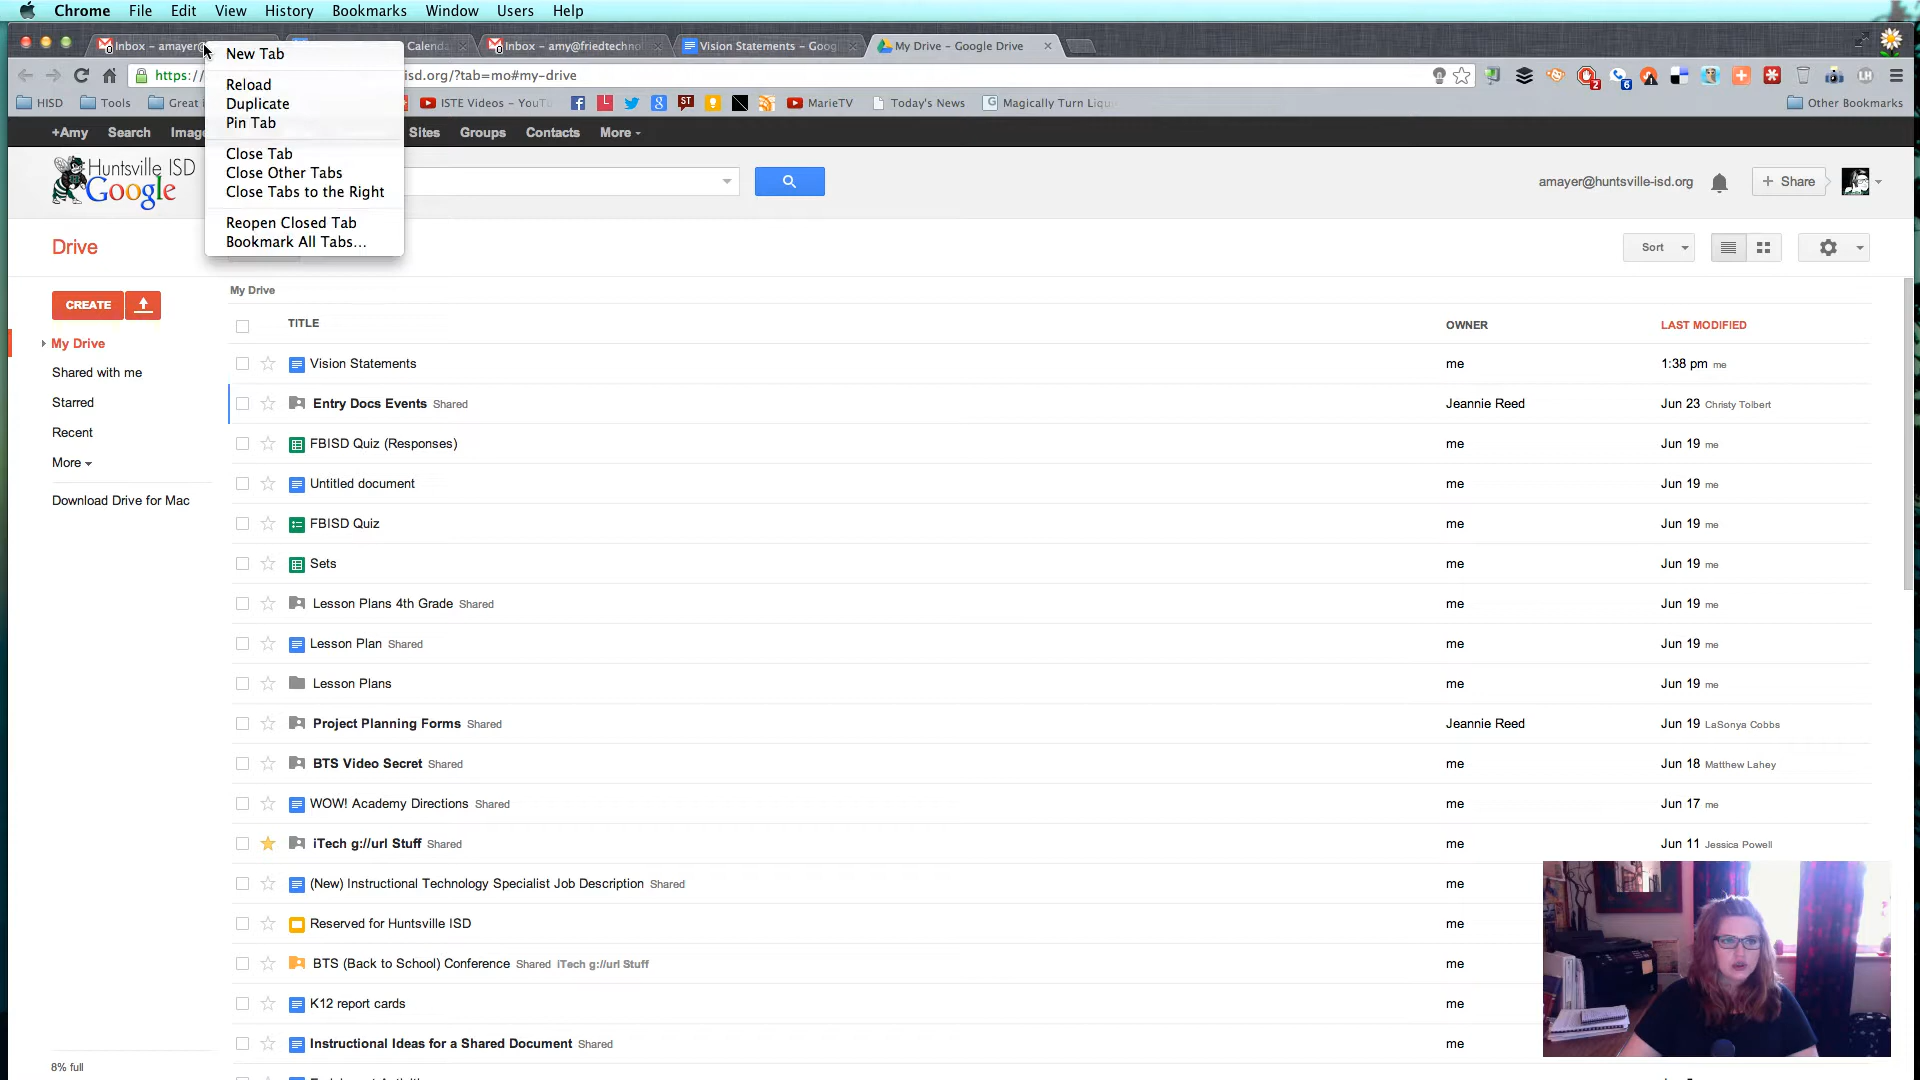 Chrome File Edit View History Bookmarks Window Users Help
Inbox – amayer@ Calenda Inbox – amy@friedtechno Vision Statements – Goog My Drive – Google Drive
https:// isd.org/?tab=mo#my-drive
HISD Tools Great ISTE Videos – YouT MarieTV Today's News Magically Turn Liqu Other Bookmarks
+Amy Search Image Sites Groups Contacts More
New Tab
Reload
Duplicate
Pin Tab
Close Tab
Close Other Tabs
Close Tabs to the Right
Reopen Closed Tab
Bookmark All Tabs...
Huntsville ISD
Google
amayer@huntsville-isd.org + Share
Drive
Sort
CREATE
My Drive
Shared with me
Starred
Recent
More
Download Drive for Mac
8% full
My Drive
TITLE OWNER LAST MODIFIED
Vision Statements me 1:38 pm me
Entry Docs Events Shared Jeannie Reed Jun 23 Christy Tolbert
FBISD Quiz (Responses) me Jun 19 me
Untitled document me Jun 19 me
FBISD Quiz me Jun 19 me
Sets me Jun 19 me
Lesson Plans 4th Grade Shared me Jun 19 me
Lesson Plan Shared me Jun 19 me
Lesson Plans me Jun 19 me
Project Planning Forms Shared Jeannie Reed Jun 19 LaSonya Cobbs
BTS Video Secret Shared me Jun 18 Matthew Lahey
WOW! Academy Directions Shared me Jun 17 me
iTech g://url Stuff Shared me Jun 11 Jessica Powell
(New) Instructional Technology Specialist Job Description Shared me
Reserved for Huntsville ISD me
BTS (Back to School) Conference Shared iTech g://url Stuff me
K12 report cards me
Instructional Ideas for a Shared Document Shared me